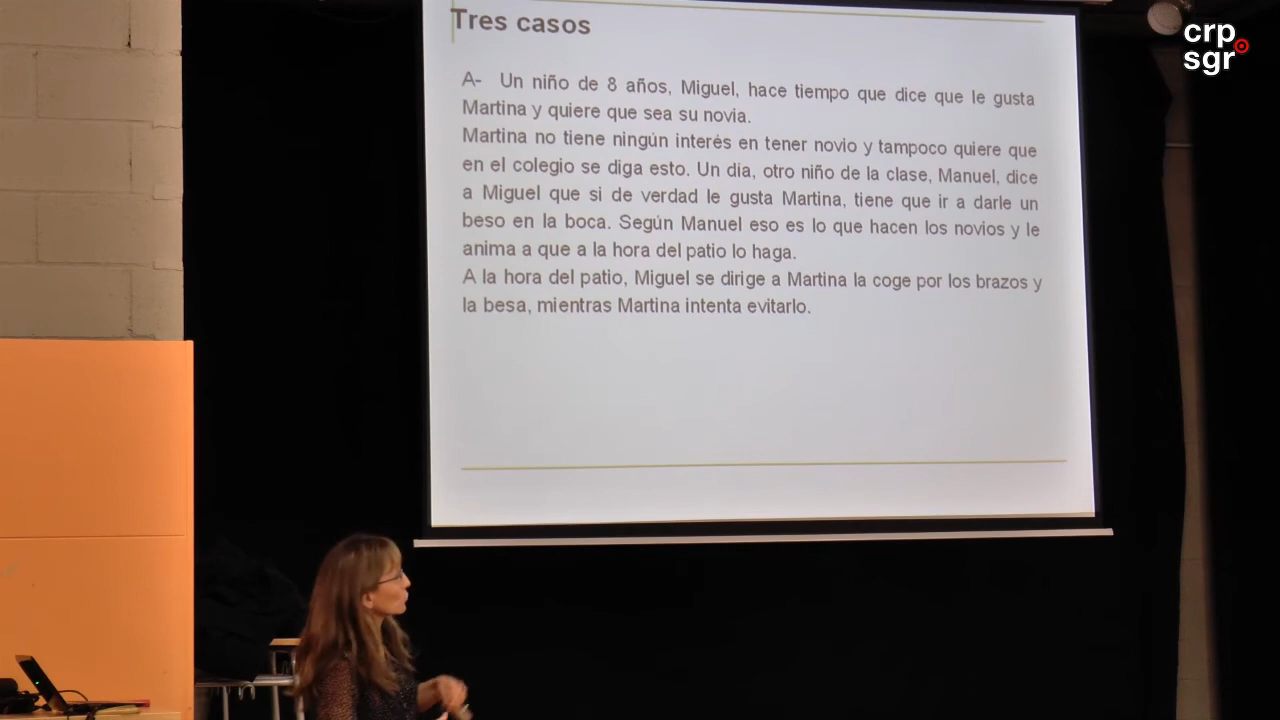 Tres casos
A- Un niño de 8 años, Miguel, hace tiempo que dice que le gusta
Martina y quiere que sea su novia.
Martina no tiene ningún interés en tener novio y tampoco quiere que
en el colegio se diga esto. Un dia, otro niño de la clase, Manuel, dice
a Miguel que si de verdad le gusta Martina, tiene que ir a darle un
beso en la boca. Según Manuel eso es lo que hacen los novios y le
anima a que a la hora del patio lo haga.
A la hora del patio, Miguel se dirige a Martina la coge por los brazos y
la besa, mientras Martina intenta evitarlo.
crp
sgr